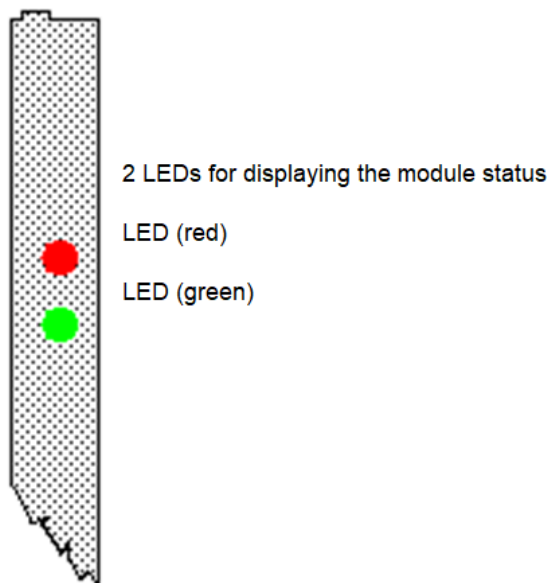 2 LEDs for displaying the module status
LED (red)
LED (green)